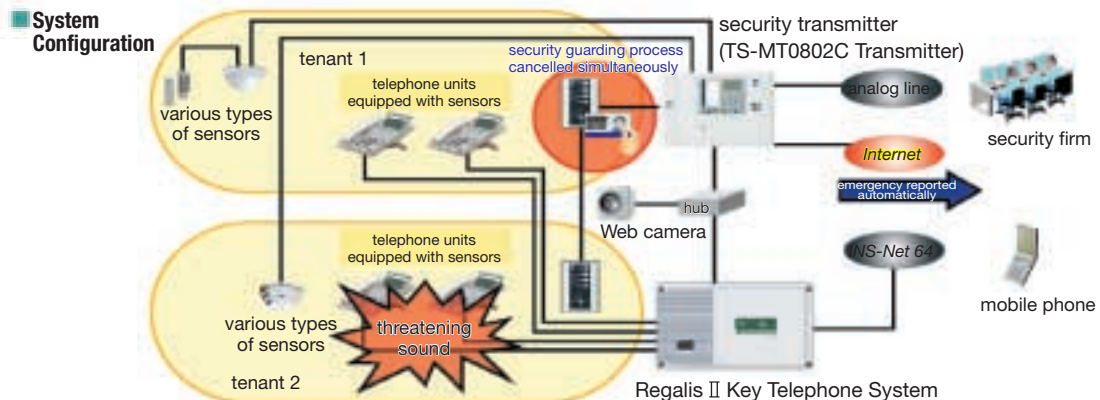 System
Configuration
security transmitter
(TS-MT0802C Transmitter)
tenant 1
security guarding process
cancelled simultaneously
telephone units
equipped with sensors
various types
of sensors
analog line
security firm
Internet
emergency reported
automatically
hub
Web camera
telephone units
equipped with sensors
INS-Net 64
mobile phone
various types
of sensors
threatening
sound
tenant 2
Regalis Ⅱ Key Telephone System